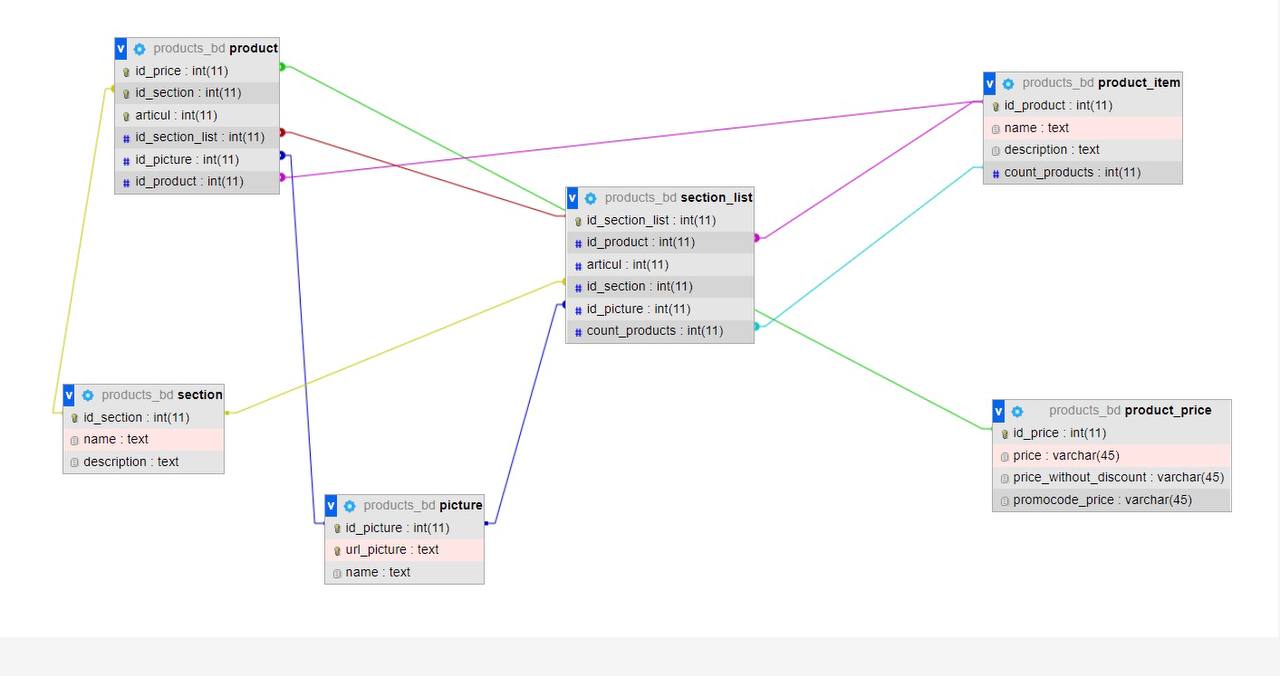 v products_bd product
id_price : int(11)
id_section : int(11)
articul : int(11)
# id_section_list : int(11)
# id_picture : int(11)
# id_product : int(11)
v products_bd product_item
id_product : int(11)
name : text
description : text
# count_products : int(11)
v products_bd section_list
id_section_list : int(11)
# id_product : int(11)
# articul : int(11)
# id_section : int(11)
# id_picture : int(11)
# count_products : int(11)
v products_bd section
id_section : int(11)
name : text
description : text
v products_bd product_price
id_price : int(11)
price : varchar(45)
price_without_discount : varchar(45)
promocode_price : varchar(45)
v products_bd picture
id_picture : int(11)
url_picture : text
name : text